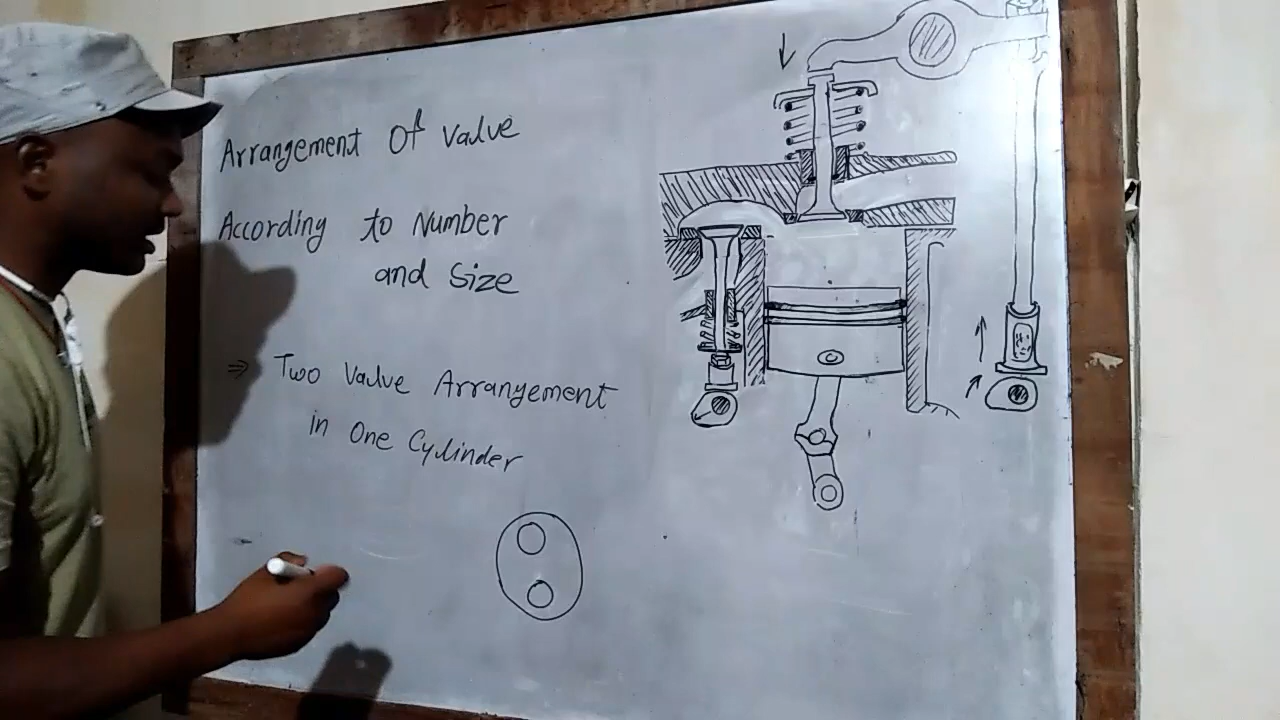 Arrangement Of Valve
According to Number
and Size
⇒ Two Valve Arrangement
in One Cylinder